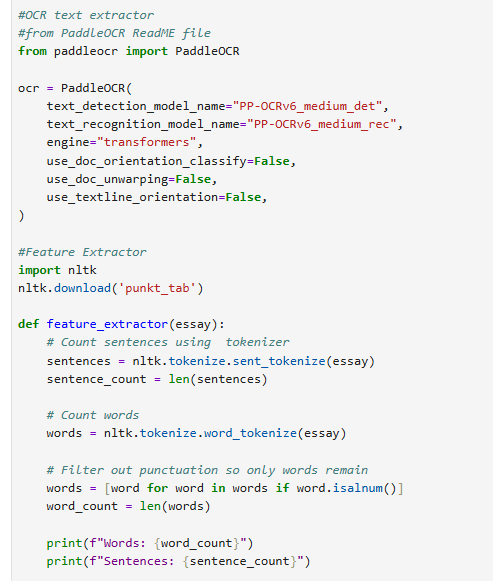 #OCR text extractor
#from PaddleOCR ReadME file
from paddleocr import PaddleOCR

ocr = PaddleOCR(
    text_detection_model_name="PP-OCRv6_medium_det",
    text_recognition_model_name="PP-OCRv6_medium_rec",
    engine="transformers",
    use_doc_orientation_classify=False,
    use_doc_unwarping=False,
    use_textline_orientation=False,
)

#Feature Extractor
import nltk
nltk.download('punkt_tab')

def feature_extractor(essay):
    # Count sentences using  tokenizer
    sentences = nltk.tokenize.sent_tokenize(essay)
    sentence_count = len(sentences)

    # Count words
    words = nltk.tokenize.word_tokenize(essay)

    # Filter out punctuation so only words remain
    words = [word for word in words if word.isalnum()]
    word_count = len(words)

    print(f"Words: {word_count}")
    print(f"Sentences: {sentence_count}")